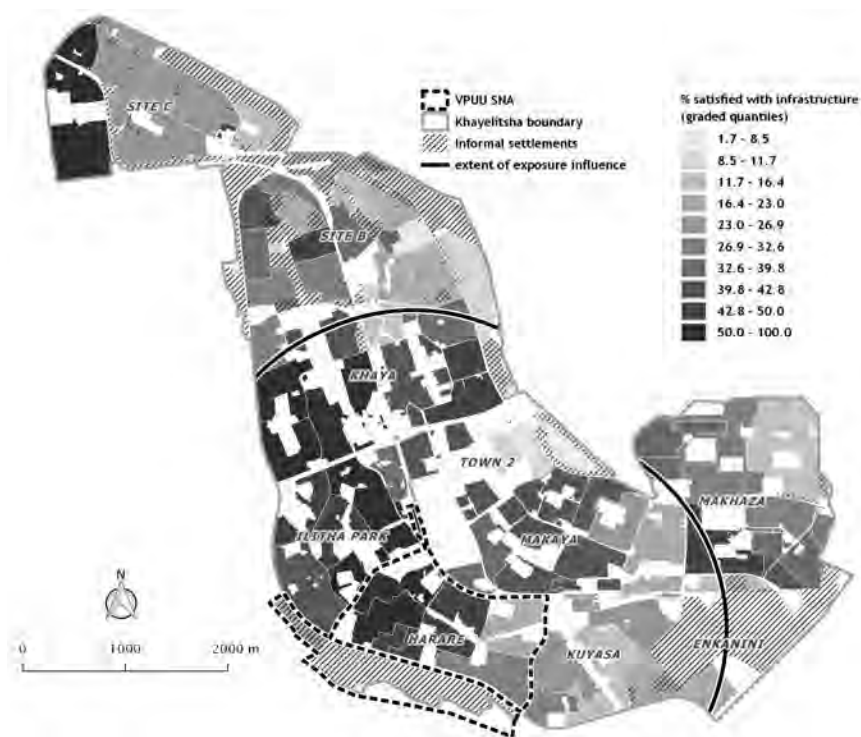 SITE C
VPUU SNA
Khayelitsha boundary
Informal settlements
extent of exposure influence
% satisfied with infrastructure
(graded quantiles)
1.7 - 8.5
8.5 - 11.7
11.7 - 16.4
16.4 - 23.0
23.0 - 26.9
26.9 - 32.6
32.6 - 39.8
39.8 - 42.8
42.8 - 50.0
50.0 - 100.0
SITE B
KHAYA
TOWN 2
MAKHAZA
ILITHA PARK
MAKAYA
N
HARARE
KUYASA
ENKANINI
0 1000 2000 m